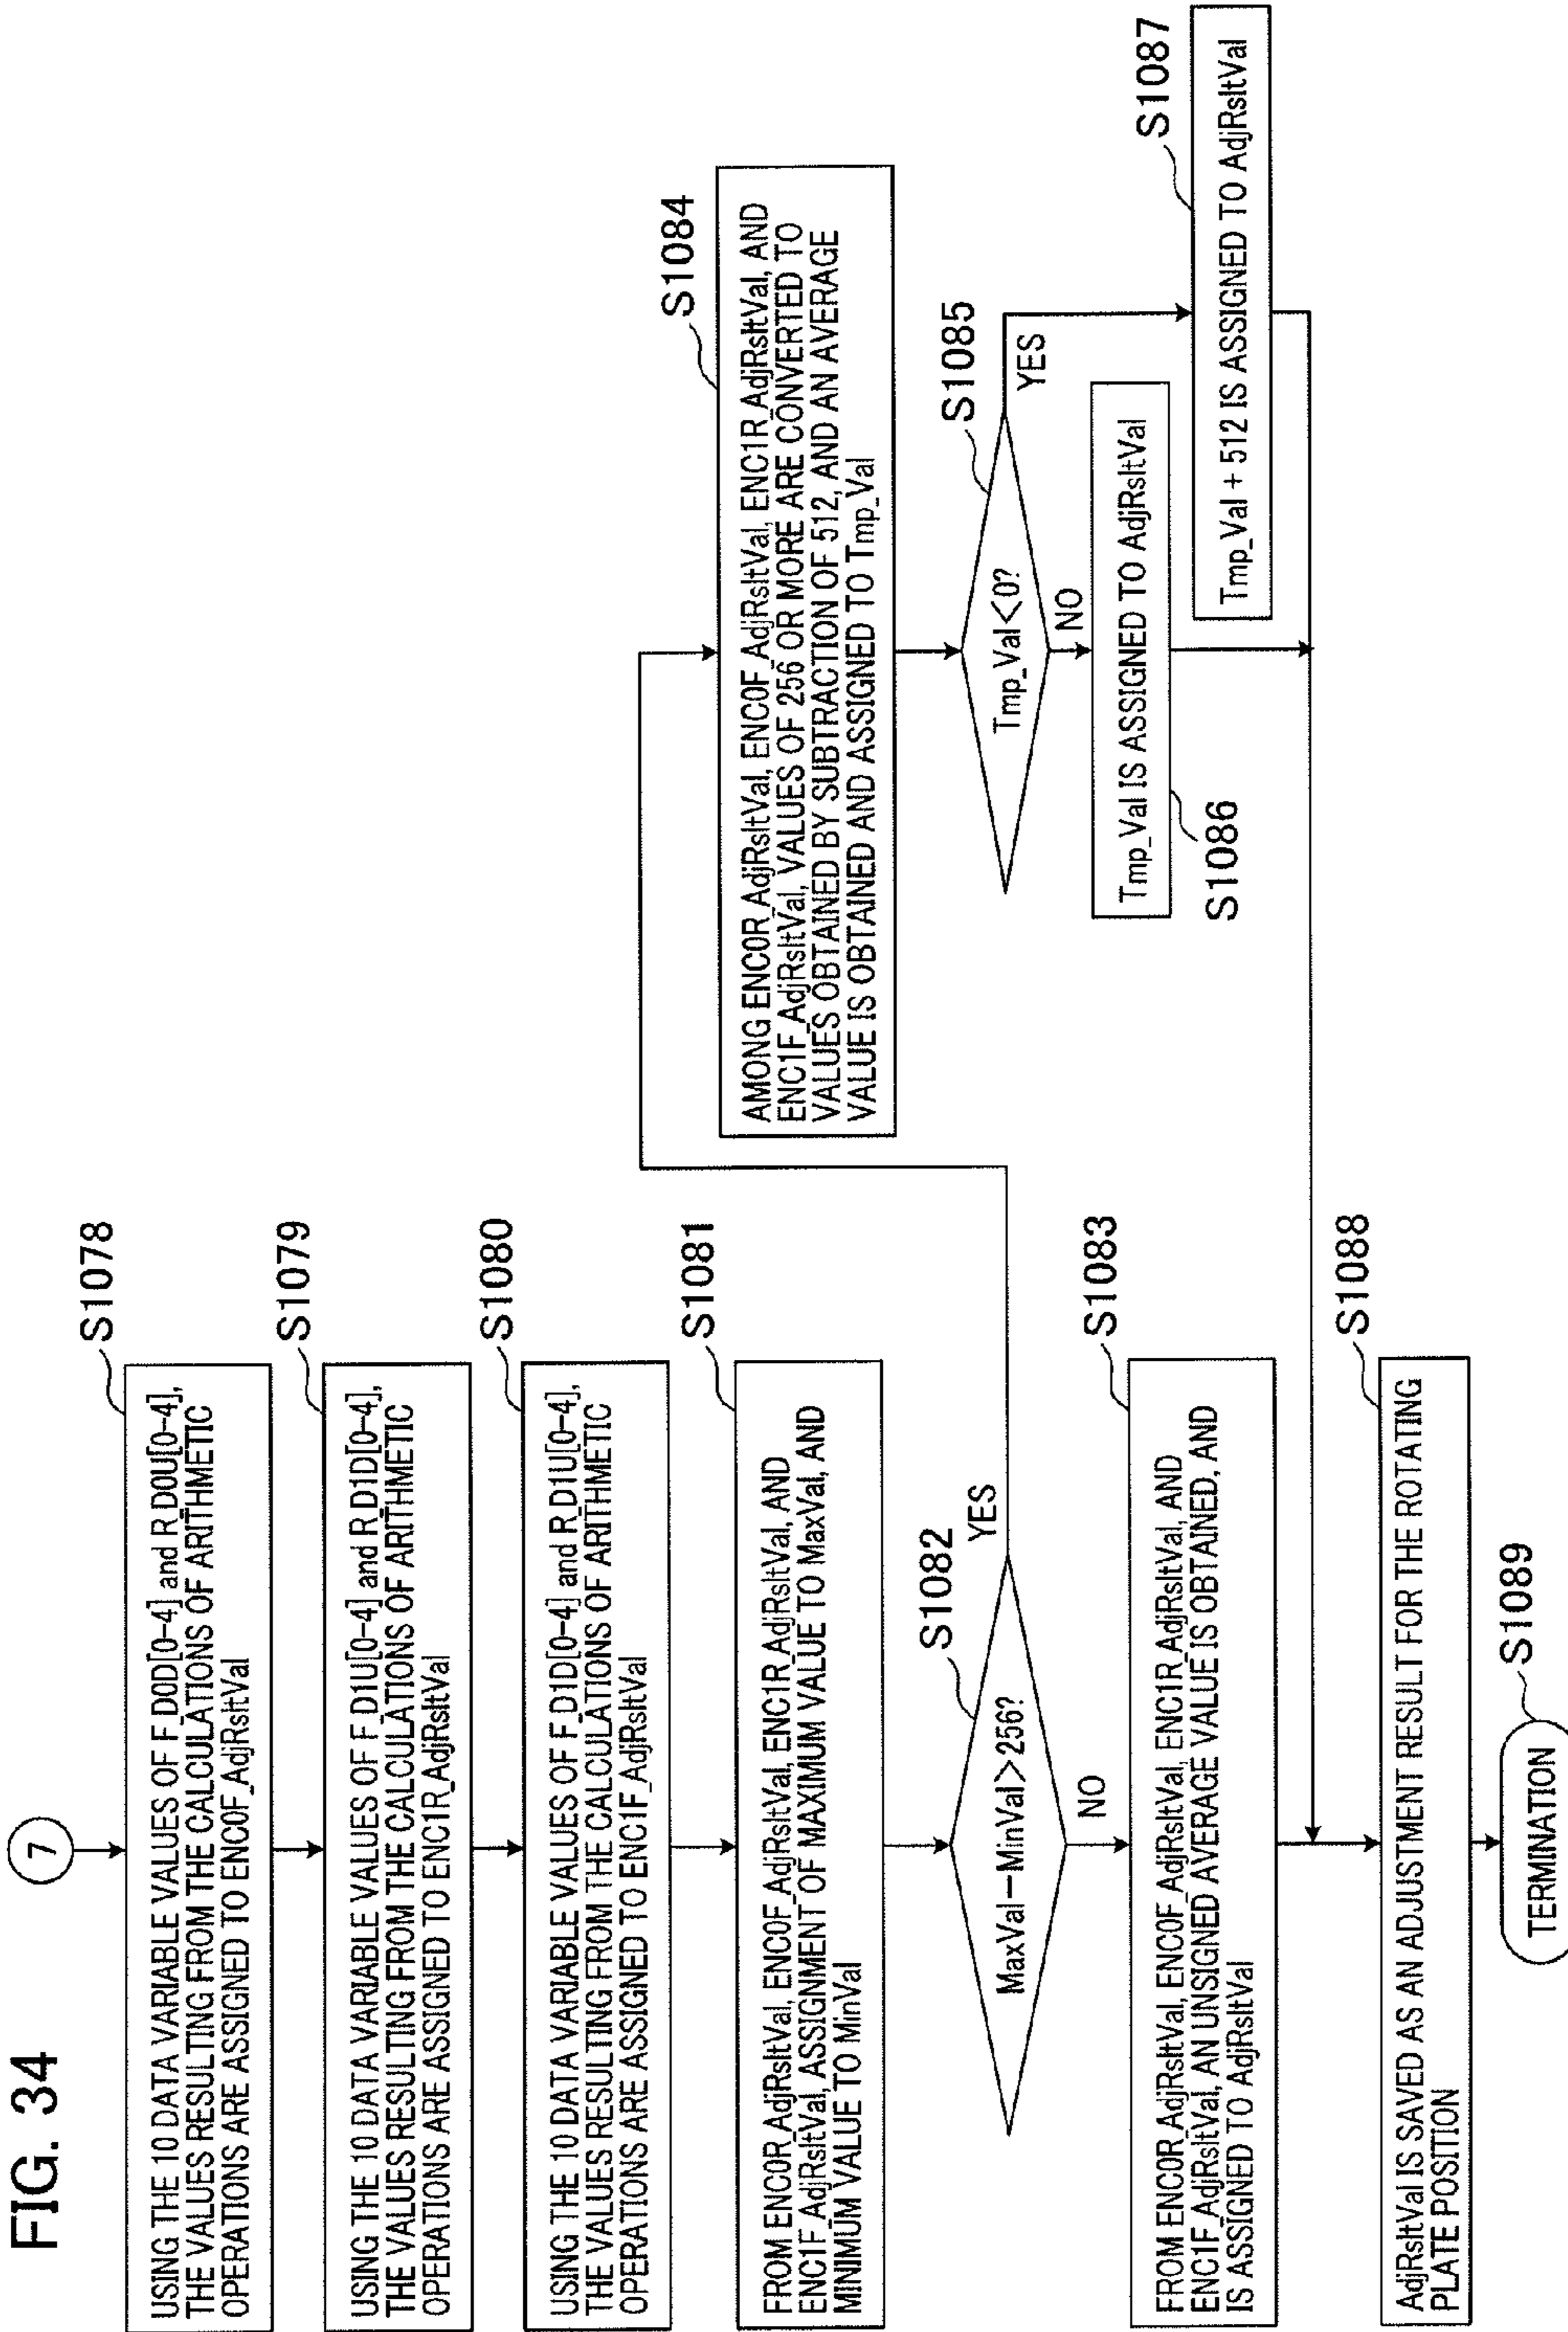 FIG. 34
7
S1078
USING THE 10 DATA VARIABLE VALUES OF F_D0D[0-4] and R_D0U[0-4],
THE VALUES RESULTING FROM THE CALCULATIONS OF ARITHMETIC
OPERATIONS ARE ASSIGNED TO ENC0F_AdjRsltVal
S1079
USING THE 10 DATA VARIABLE VALUES OF F_D1U[0-4] and R_D1D[0-4],
THE VALUES RESULTING FROM THE CALCULATIONS OF ARITHMETIC
OPERATIONS ARE ASSIGNED TO ENC1R_AdjRsltVal
S1080
USING THE 10 DATA VARIABLE VALUES OF F_D1D[0-4] and R_D1U[0-4],
THE VALUES RESULTING FROM THE CALCULATIONS OF ARITHMETIC
OPERATIONS ARE ASSIGNED TO ENC1F_AdjRsltVal
S1081
FROM ENC0R_AdjRsltVal, ENC0F_AdjRsltVal, ENC1R_AdjRsltVal, AND
ENC1F_AdjRsltVal, ASSIGNMENT OF MAXIMUM VALUE TO MaxVal, AND
MINIMUM VALUE TO MinVal
S1082
MaxVal-MinVal>256?
YES
NO
S1083
FROM ENC0R_AdjRsltVal, ENC0F_AdjRsltVal, ENC1R_AdjRsltVal, AND
ENC1F_AdjRsltVal, AN UNSIGNED AVERAGE VALUE IS OBTAINED, AND
IS ASSIGNED TO AdjRsltVal
S1084
AMONG ENC0R_AdjRsltVal, ENC0F_AdjRsltVal, ENC1R_AdjRsltVal, AND
ENC1F_AdjRsltVal, VALUES OF 256 OR MORE ARE CONVERTED TO
VALUES OBTAINED BY SUBTRACTION OF 512, AND AN AVERAGE
VALUE IS OBTAINED AND ASSIGNED TO Tmp_Val
S1085
Tmp_Val<0?
YES
NO
Tmp_Val IS ASSIGNED TO AdjRsltVal
S1086
S1087
Tmp_Val + 512 IS ASSIGNED TO AdjRsltVal
S1088
AdjRsltVal IS SAVED AS AN ADJUSTMENT RESULT FOR THE ROTATING
PLATE POSITION
S1089
TERMINATION